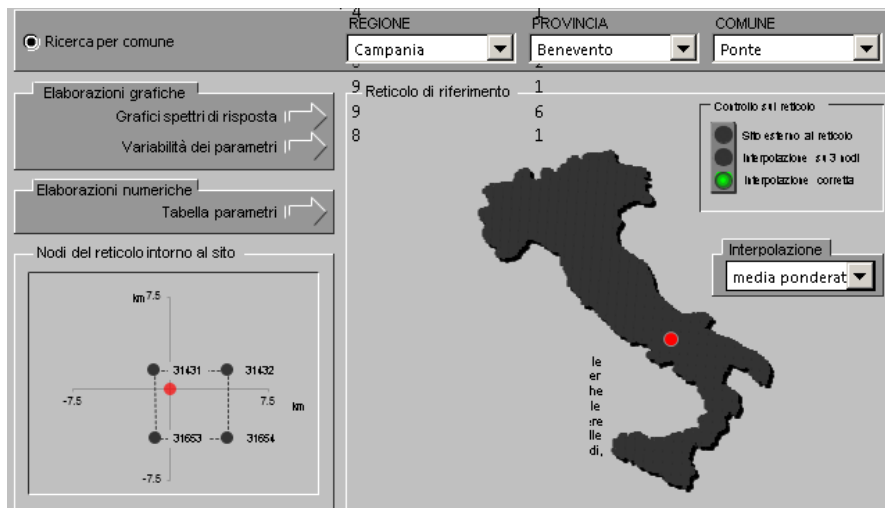 4 1
REGIONE PROVINCIA COMUNE
Ricerca per comune
Campania Benevento Ponte
2
Elaborazioni grafiche
9 1
Reticolo di riferimento
Grafici spettri di risposta
9 6
Controllo sul reticolo
Variabilità dei parametri
8 1
Sito esterno al reticolo
Interpolazione su 3 nodi
Interpolazione corretta
Elaborazioni numeriche
Tabella parametri
Nodi del reticolo intorno al sito
Interpolazione
media ponderat
km 7.5
31431 31432
-7.5 7.5 km
31653 31654
-7.5
le
er
he
le
:re
lle
di,